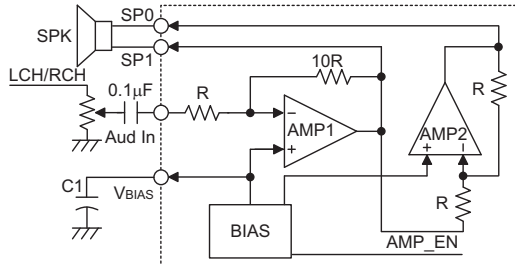 SP0
SPK
SP1
LCH/RCH
0.1µF
R
10R
R
Aud In
−
AMP1
+
AMP2
+
−
C1
VBIAS
R
BIAS
AMP_EN